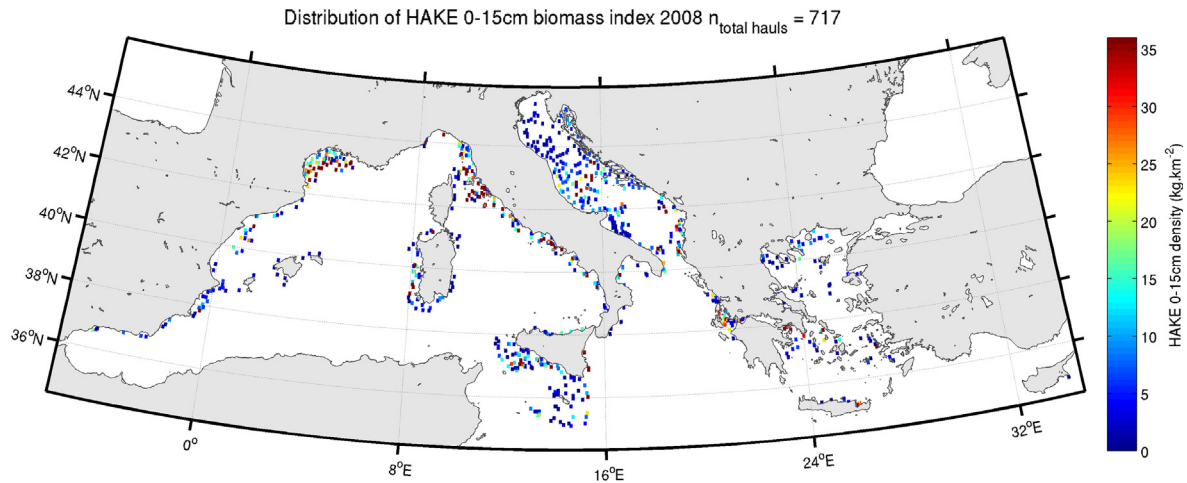 Distribution of HAKE 0-15cm biomass index 2008 n total hauls = 717
44°N
42°N
40°N
38°N
36°N
0°
8°E
16°E
24°E
32°E
35
30
25
20
15
10
5
0
HAKE 0-15cm density (kg.km⁻²)